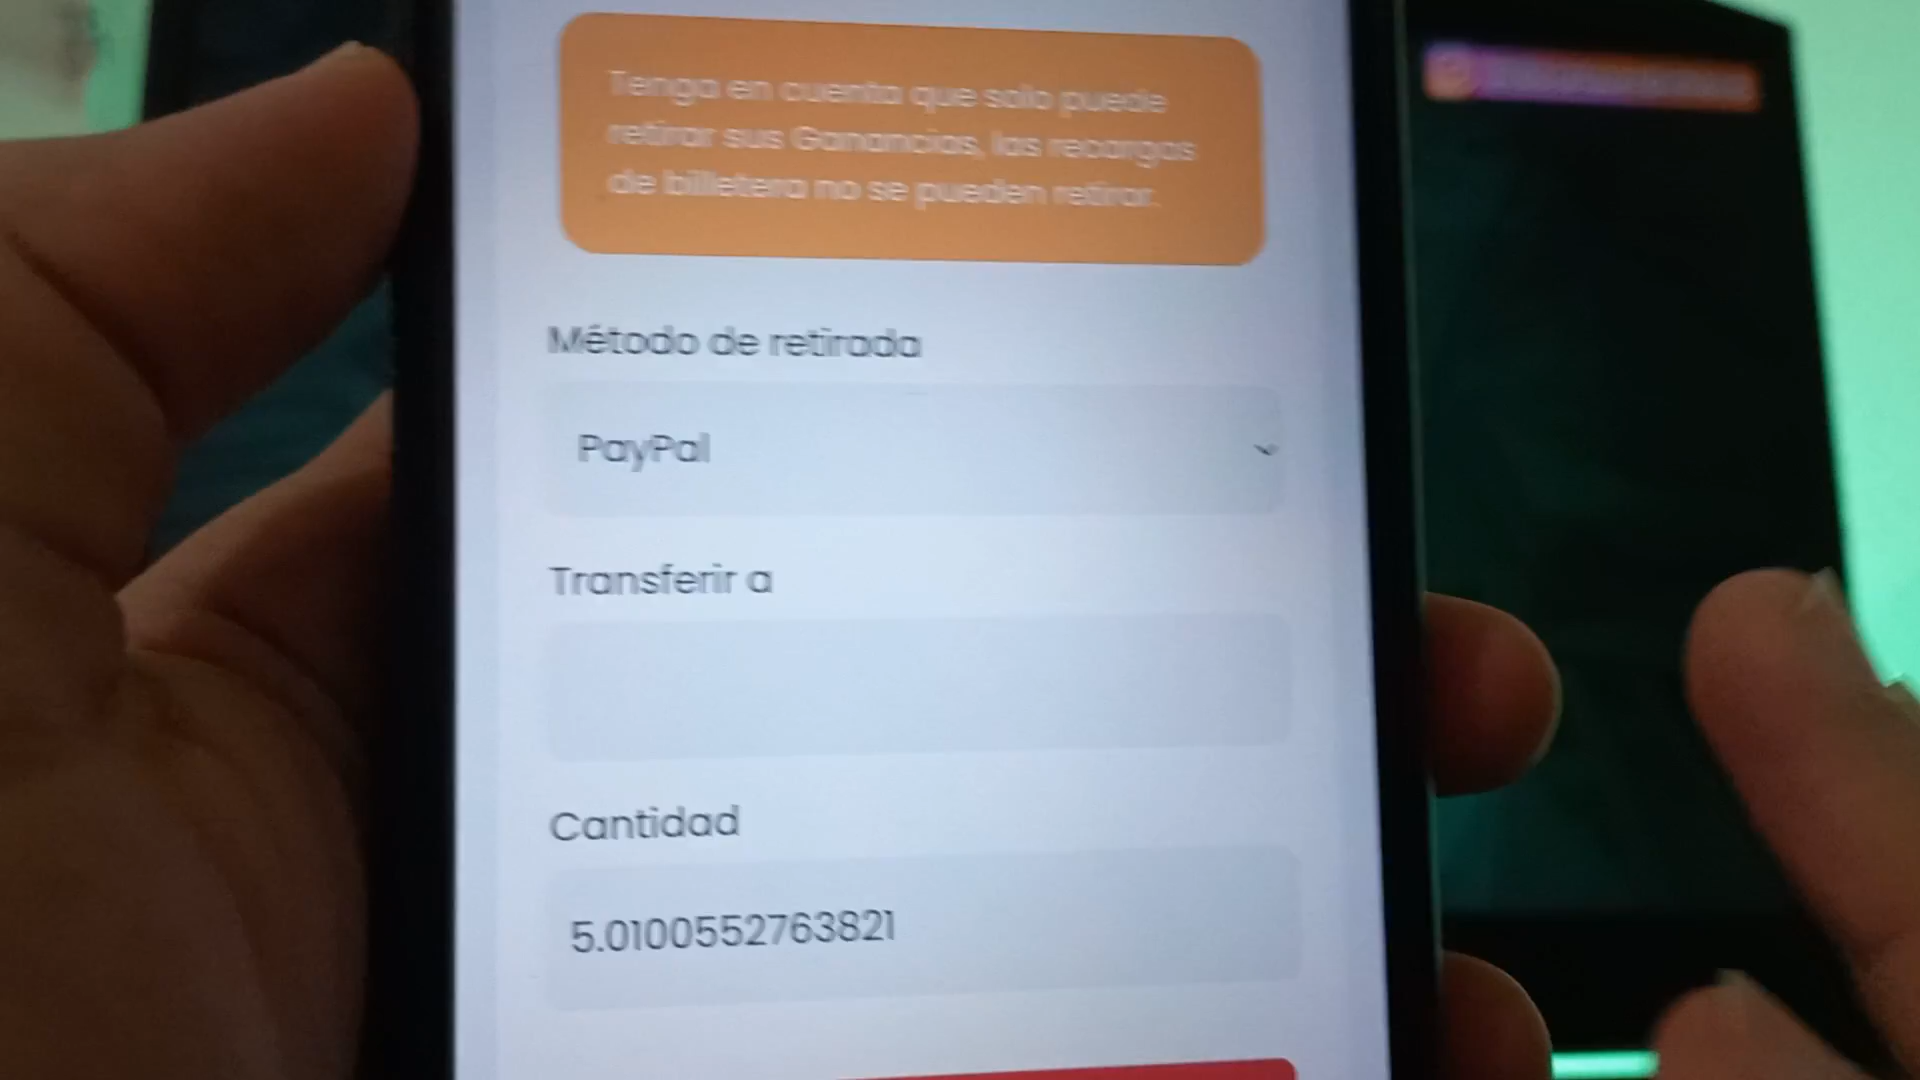 Tenga en cuenta que solo puede
retirar sus Ganancias, las recargas
de billetera no se pueden retirar.
Método de retirada
PayPal
Transferir a
Cantidad
5.0100552763821